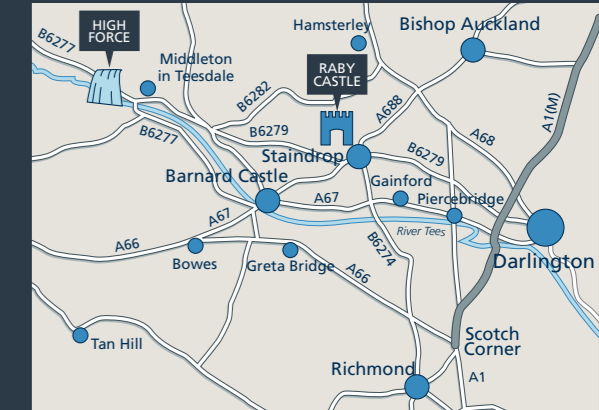 B6277
HIGH
FORCE
Hamsterley
Bishop Auckland
Middleton
in Teesdale
RABY
CASTLE
B6282
A688
A1(M)
B6277
B6279
A68
Staindrop
B6279
Barnard Castle
Gainford
A67
Piercebridge
A67
River Tees
A66
B6274
Bowes
Greta Bridge
A66
Darlington
Tan Hill
Scotch
Corner
Richmond
A1